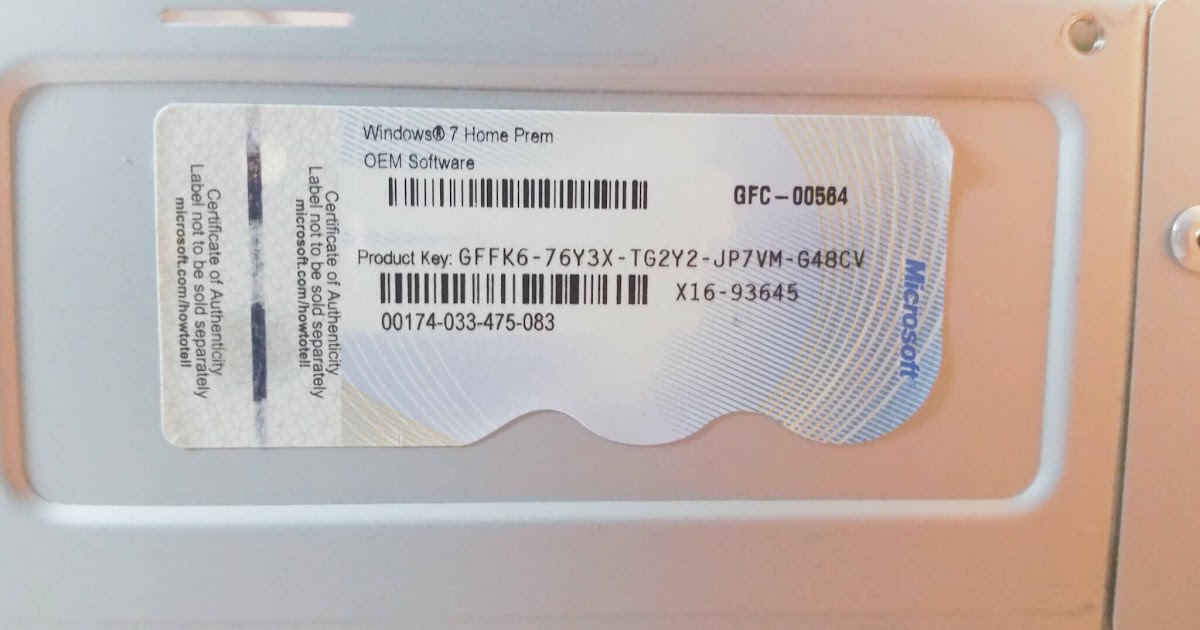 Windows® 7 Home Prem
OEM Software
GFC-00564
Product Key: GFFK6-76Y3X-TG2Y2-JP7VM-G48CV
X16-93645
00174-033-475-083
Certificate of Authenticity
Label not to be sold separately
microsoft.com/howtotell
Certificate of Authenticity
Label not to be sold separately
microsoft.com/howtotell
Microsoft